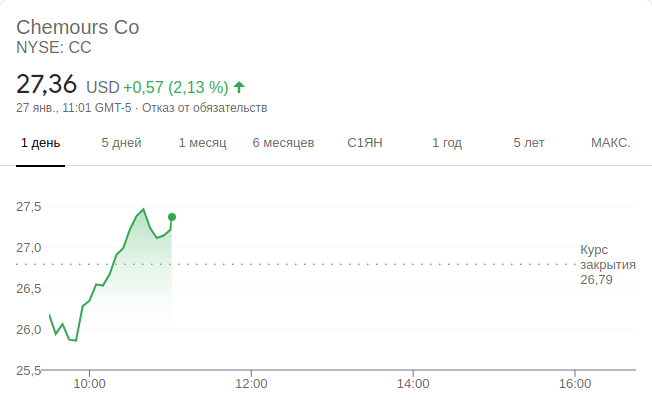 Chemours Co
NYSE: CC
27,36 USD +0,57 (2,13 %)
27 янв., 11:01 GMT-5 · Отказ от обязательств
1 день 5 дней 1 месяц 6 месяцев С1ЯН 1 год 5 лет МАКС.
27,5
27,0
26,5
26,0
25,5
Курс
закрытия
26,79
10:00 12:00 14:00 16:00